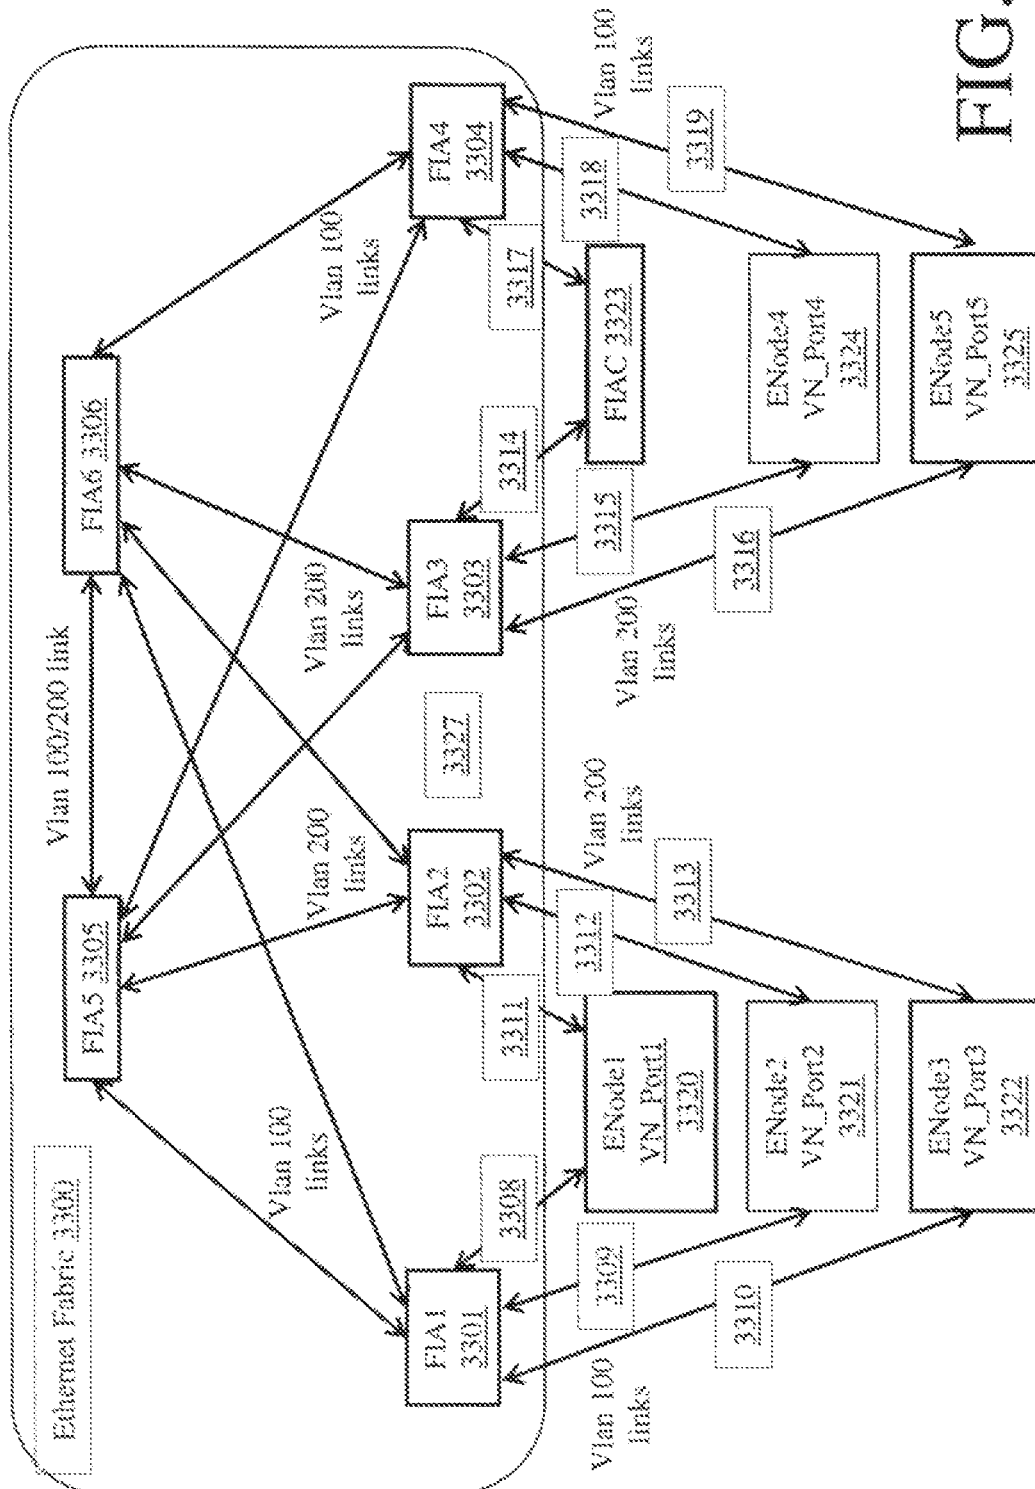 Ethernet Fabric 3300
Vlan 100/200 link
FIA5 3305
FIA6 3306
Vlan 100
links
Vlan 200
links
Vlan 200
links
Vlan 100
links
FIA1
3301
FIA2
3302
3327
FIA3
3303
FIA4
3304
3308
3311
3314
3317
Vlan 100
links
3309
3312
Vlan 200
links
3315
3318
Vlan 100
links
ENode1
VN_Port1
3320
FIAC 3323
3310
3313
Vlan 200
links
3316
3319
ENode2
VN_Port2
3321
ENode4
VN_Port4
3324
ENode3
VN_Port3
3322
ENode5
VN_Port5
3325
FIG.